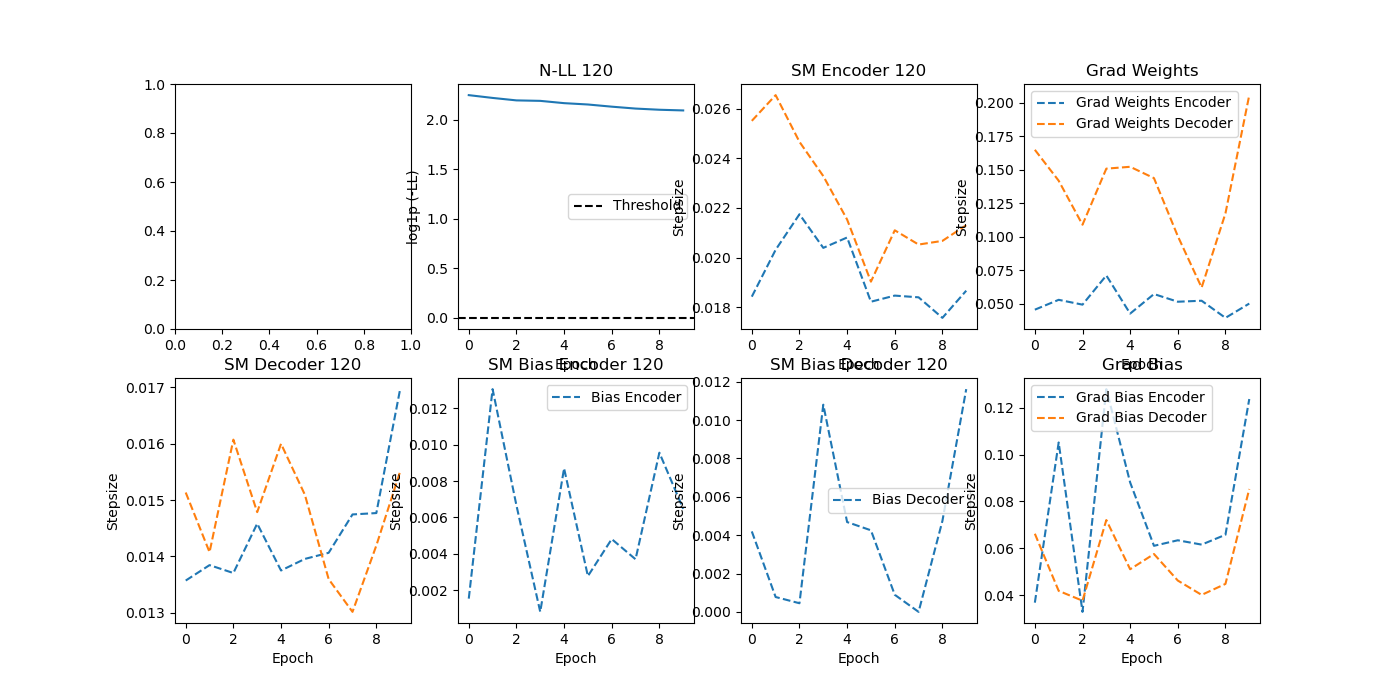 N-LL 120
SM Encoder 120
Grad Weights
1.0
0.8
0.6
0.4
0.2
0.0
0.0 0.2 0.4 0.6 0.8 1.0
log1p (-LL)
2.0
1.5
1.0
0.5
0.0
Threshold
0 2 4 6 8
Epoch
Stepsize
0.026
0.024
0.022
0.020
0.018
0 2 4 6 8
Epoch
Stepsize
0.200
0.175
0.150
0.125
0.100
0.075
0.050
Grad Weights Encoder
Grad Weights Decoder
0 2 4 6 8
Epoch
SM Decoder 120
SM Bias Encoder 120
SM Bias Decoder 120
Grad Bias
Stepsize
0.017
0.016
0.015
0.014
0.013
0 2 4 6 8
Epoch
Stepsize
0.012
0.010
0.008
0.006
0.004
0.002
Bias Encoder
0 2 4 6 8
Epoch
Stepsize
0.012
0.010
0.008
0.006
0.004
0.002
0.000
Bias Decoder
0 2 4 6 8
Epoch
Stepsize
0.12
0.10
0.08
0.06
0.04
Grad Bias Encoder
Grad Bias Decoder
0 2 4 6 8
Epoch